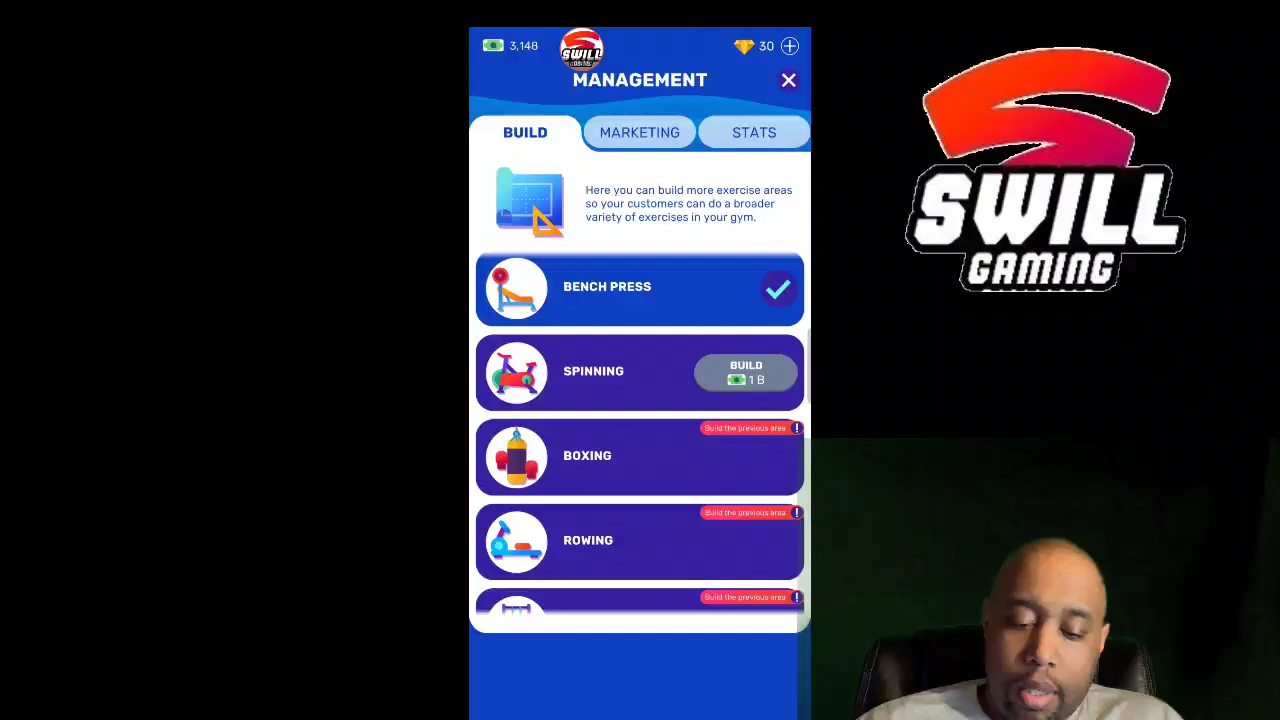 3,148
SWILL
GAMING
30
MANAGEMENT
BUILD
MARKETING
STATS
Here you can build more exercise areas
so your customers can do a broader
variety of exercises in your gym.
BENCH PRESS
SPINNING
BUILD
1 B
Build the previous area !
BOXING
Build the previous area !
ROWING
Build the previous area !
SWILL
GAMING